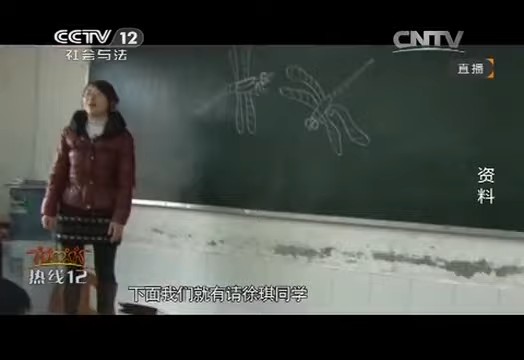 CCTV 12
社会与法
CNTV
直播
资料
热线12
下面我们就有请徐琪同学